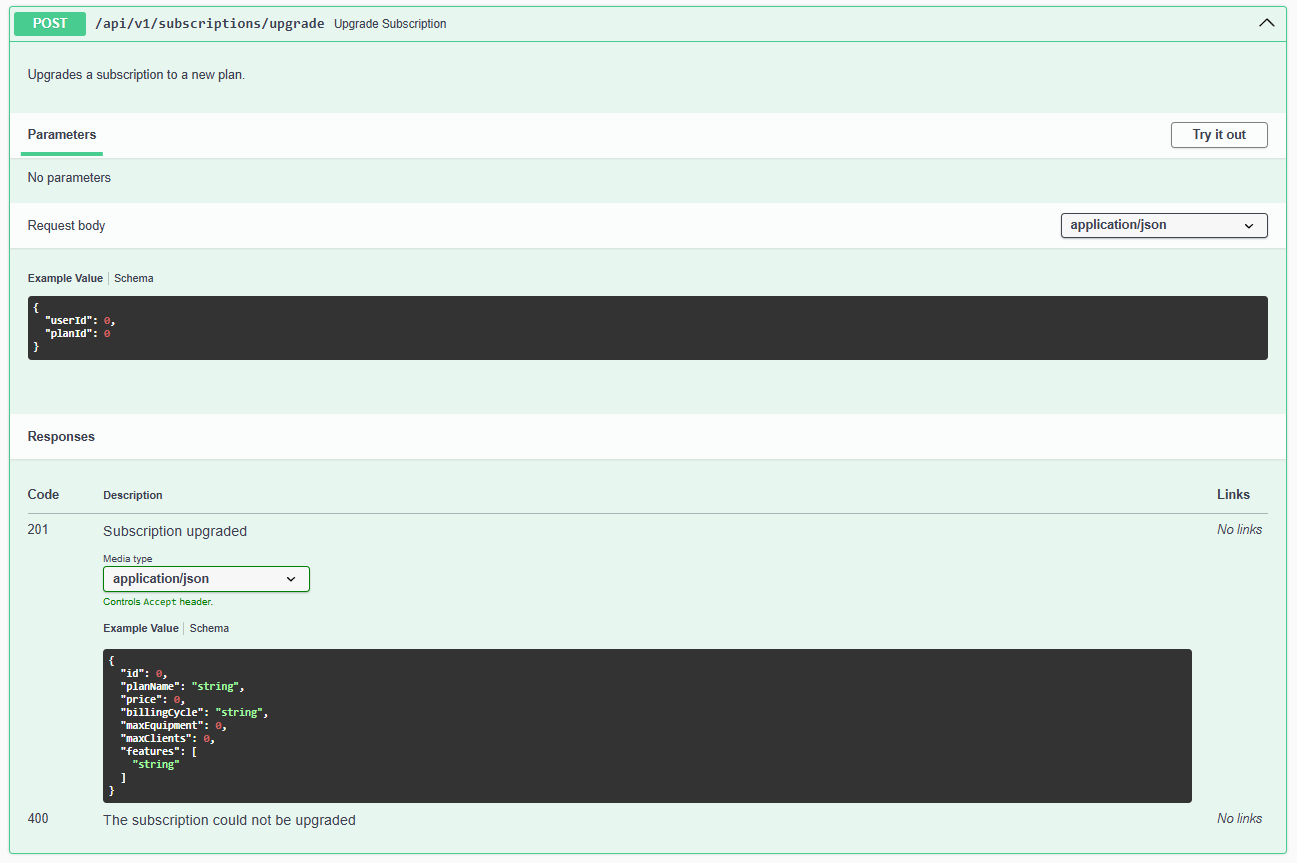 POST /api/v1/subscriptions/upgrade Upgrade Subscription
Upgrades a subscription to a new plan.
Parameters Try it out
No parameters
Request body application/json
Example Value | Schema
{
  "userId": 0,
  "planId": 0
}
Responses
Code Description Links
201 Subscription upgraded No links
Media type
application/json
Controls Accept header.
Example Value | Schema
{
  "id": 0,
  "planName": "string",
  "price": 0,
  "billingCycle": "string",
  "maxEquipment": 0,
  "maxClients": 0,
  "features": [
    "string"
  ]
}
400 The subscription could not be upgraded No links